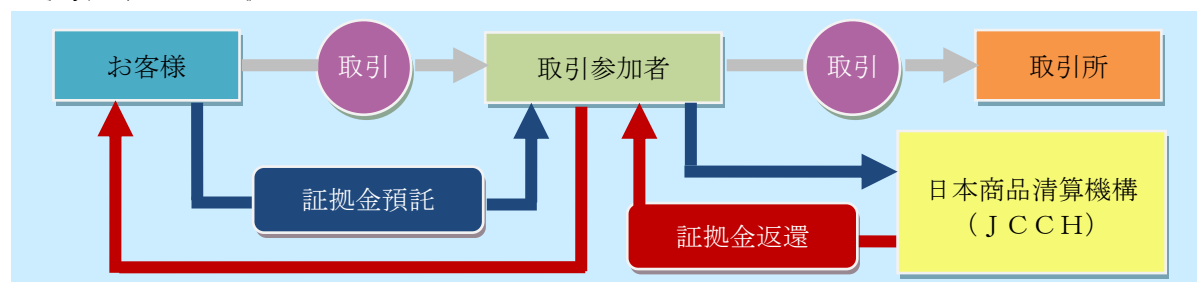 お客様
取引
取引参加者
取引
取引所
証拠金預託
証拠金返還
日本商品清算機構
（ＪＣＣＨ）